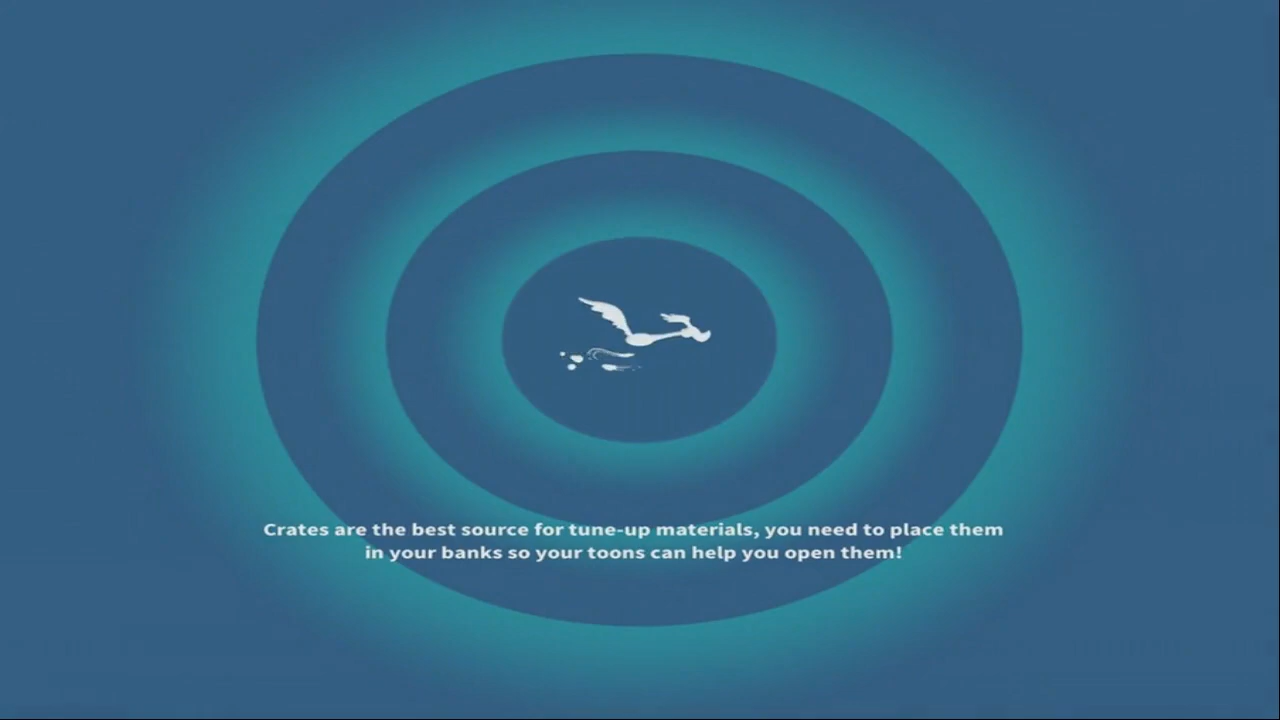 Crates are the best source for tune-up materials, you need to place them
in your banks so your toons can help you open them!